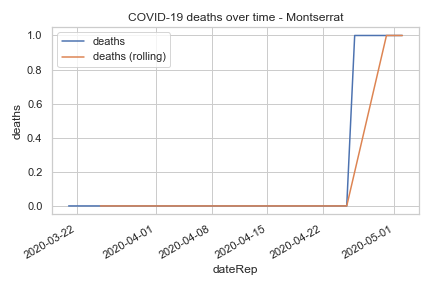 COVID-19 deaths over time - Montserrat
deaths
deaths (rolling)
1.0
0.8
0.6
0.4
0.2
0.0
deaths
2020-03-22
2020-04-01
2020-04-08
2020-04-15
2020-04-22
2020-05-01
dateRep